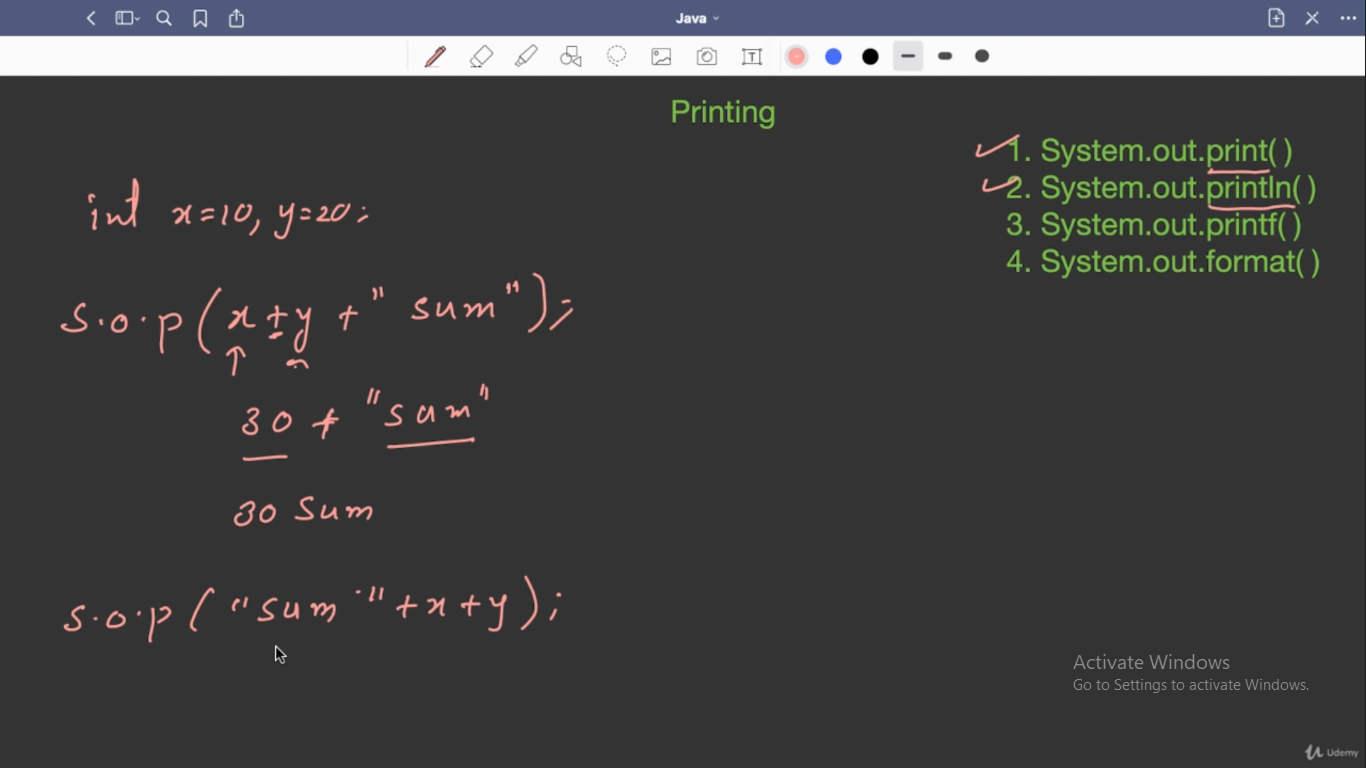 Java
T
Printing
1. System.out.print( )
2. System.out.println( )
3. System.out.printf( )
4. System.out.format( )
int x=10, y=20;
S.o.p(x+y+"sum");
30+"sum"
30 Sum
S.o.p("sum"+x+y);
Activate Windows
Go to Settings to activate Windows.
Udemy